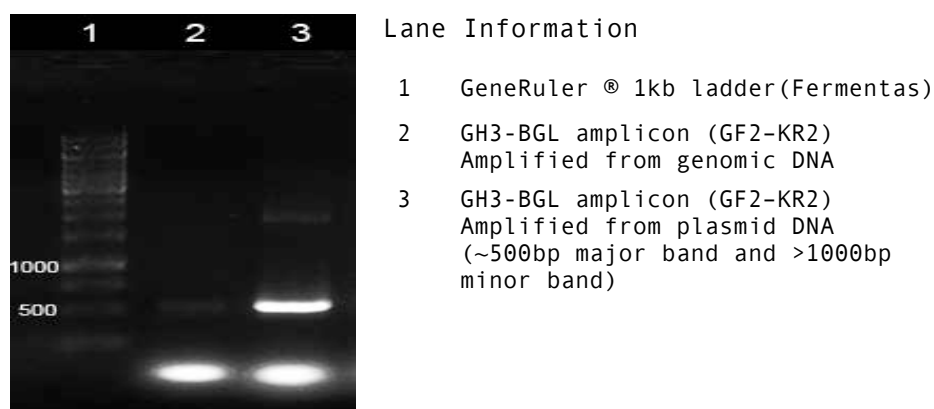 1 2 3
1000
500
Lane Information
1 GeneRuler ® 1kb ladder(Fermentas)
2 GH3-BGL amplicon (GF2–KR2)
Amplified from genomic DNA
3 GH3-BGL amplicon (GF2–KR2)
Amplified from plasmid DNA
(~500bp major band and >1000bp
minor band)